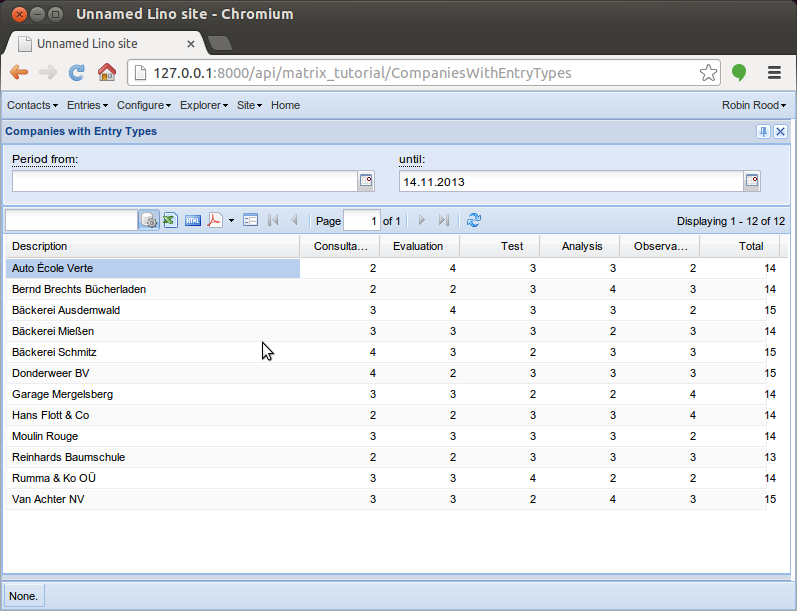 Unnamed Lino site - Chromium
Unnamed Lino site
127.0.0.1:8000/api/matrix_tutorial/CompaniesWithEntryTypes
Contacts Entries Configure Explorer Site Home Robin Rood
Companies with Entry Types
Period from: until:
14.11.2013
HTML Page 1 of 1 Displaying 1 - 12 of 12
Description Consulta... Evaluation Test Analysis Observa... Total
Auto École Verte 2 4 3 3 2 14
Bernd Brechts Bücherladen 2 2 3 4 3 14
Bäckerei Ausdemwald 3 4 3 3 2 15
Bäckerei Mießen 3 3 3 2 3 14
Bäckerei Schmitz 4 3 2 3 3 15
Donderweer BV 4 2 3 3 3 15
Garage Mergelsberg 3 3 2 2 4 14
Hans Flott & Co 2 2 3 3 4 14
Moulin Rouge 3 3 3 3 2 14
Reinhards Baumschule 2 2 3 3 3 13
Rumma & Ko OÜ 3 3 4 2 2 14
Van Achter NV 3 3 2 4 3 15
None.